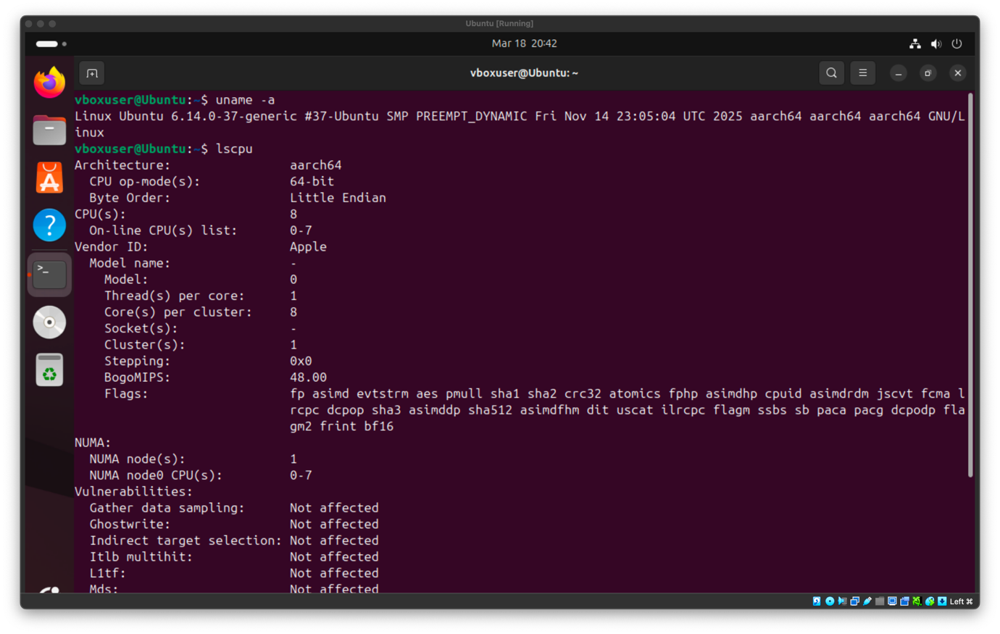 Ubuntu [Running]
Mar 18 20:42
vboxuser@Ubuntu: ~
vboxuser@Ubuntu:~$ uname -a
Linux Ubuntu 6.14.0-37-generic #37-Ubuntu SMP PREEMPT_DYNAMIC Fri Nov 14 23:05:04 UTC 2025 aarch64 aarch64 aarch64 GNU/L
inux
vboxuser@Ubuntu:~$ lscpu
Architecture: aarch64
CPU op-mode(s): 64-bit
Byte Order: Little Endian
CPU(s): 8
On-line CPU(s) list: 0-7
Vendor ID: Apple
Model name: -
Model: 0
Thread(s) per core: 1
Core(s) per cluster: 8
Socket(s): -
Cluster(s): 1
Stepping: 0x0
BogoMIPS: 48.00
Flags: fp asimd evtstrm aes pmull sha1 sha2 crc32 atomics fphp asimdhp cpuid asimdrdm jscvt fcma l
rcpc dcpop sha3 asimddp sha512 asimdfhm dit uscat ilrcpc flagm ssbs sb paca pacg dcpodp fla
gm2 frint bf16
NUMA:
NUMA node(s): 1
NUMA node0 CPU(s): 0-7
Vulnerabilities:
Gather data sampling: Not affected
Ghostwrite: Not affected
Indirect target selection: Not affected
Itlb multihit: Not affected
L1tf: Not affected
Mds: Not affected
Left ⌘